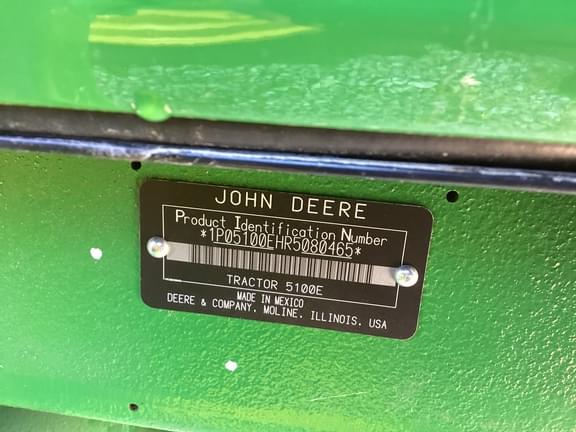 JOHN DEERE
Product Identification Number
*1P05100EHR5080465*
TRACTOR 5100E
MADE IN MEXICO
DEERE & COMPANY. MOLINE, ILLINOIS. USA